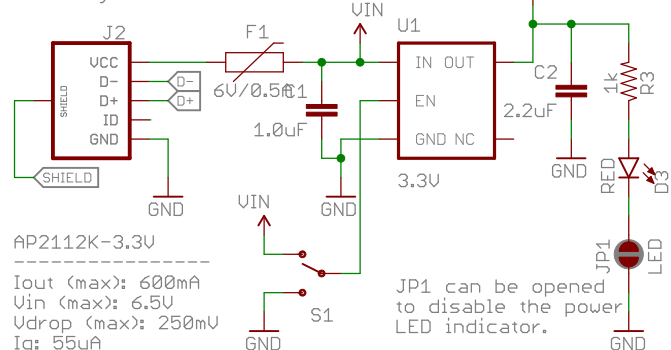 VIN
J2
F1
U1
VCC
IN OUT
SHIELD
D-
D-
6V/0.5A
C1
C2
1k
R3
D+
D+
EN
ID
1.0uF
2.2uF
GND
GND NC
SHIELD
3.3V
GND
RED
D3
GND
GND
VIN
AP2112K-3.3V
----------------
JP1
LED
Iout (max): 600mA
Vin (max): 6.5V
Vdrop (max): 250mV
Iq: 55uA
S1
JP1 can be opened
to disable the power
LED indicator.
GND
GND